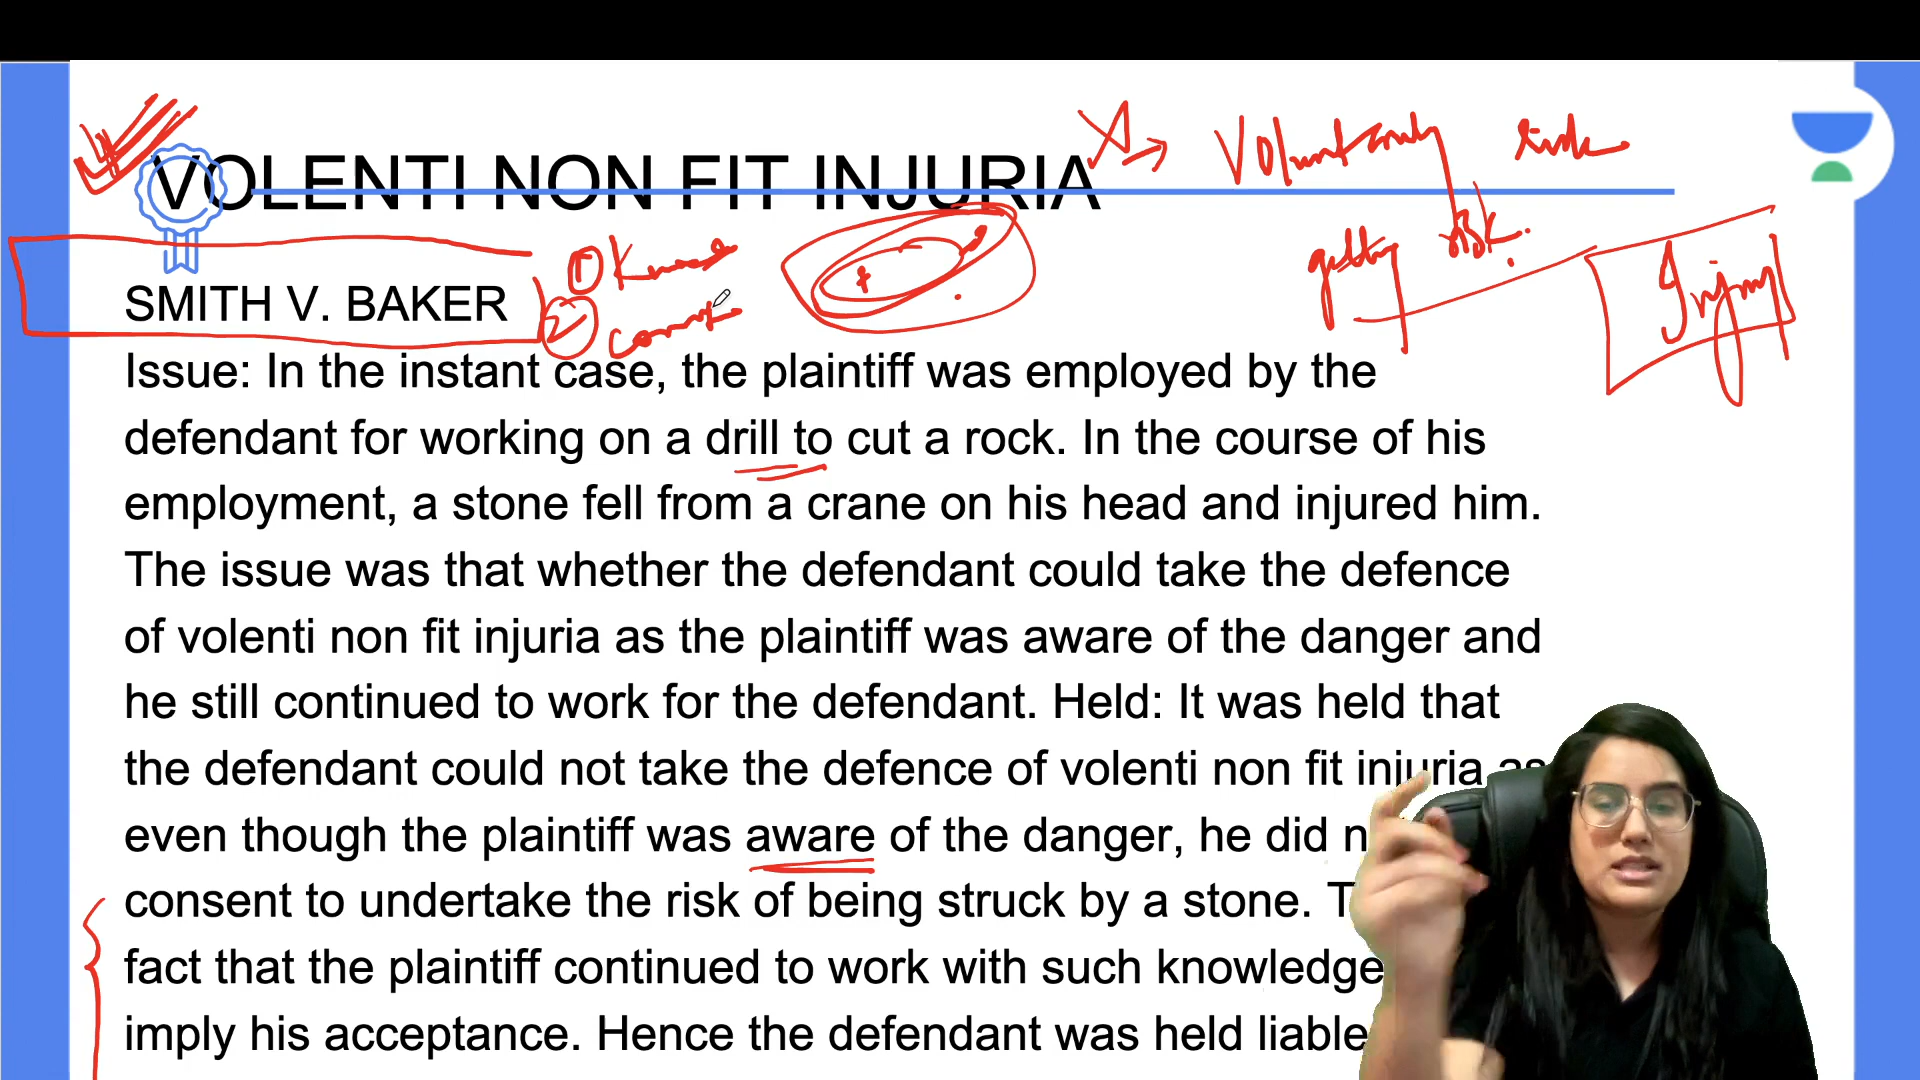 VOLENTI NON FIT INJURIA
Voluntarily risk
getting risk.
Injury
SMITH V. BAKER
① Know
② consent
Issue: In the instant case, the plaintiff was employed by the
defendant for working on a drill to cut a rock. In the course of his
employment, a stone fell from a crane on his head and injured him.
The issue was that whether the defendant could take the defence
of volenti non fit injuria as the plaintiff was aware of the danger and
he still continued to work for the defendant. Held: It was held that
the defendant could not take the defence of volenti non fit injuria as
even though the plaintiff was aware of the danger, he did
consent to undertake the risk of being struck by a stone.
fact that the plaintiff continued to work with such knowledge
imply his acceptance. Hence the defendant was held liable